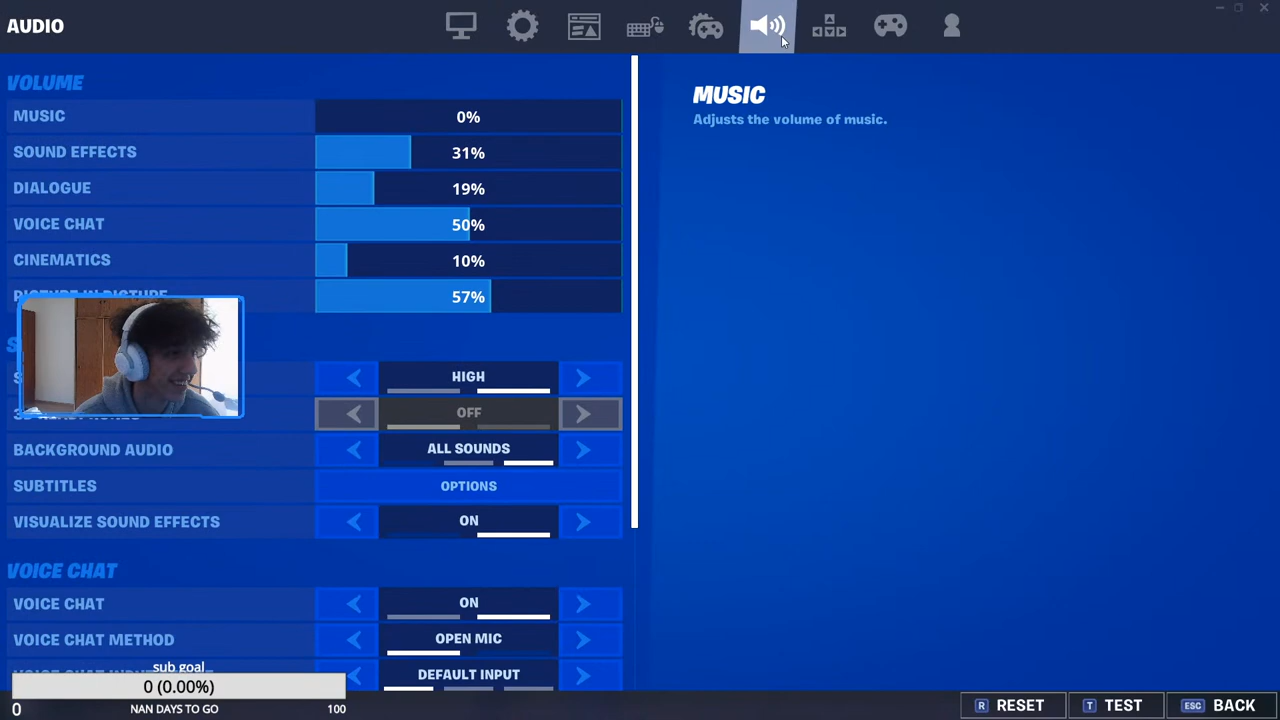 AUDIO
VOLUME
MUSIC 0%
SOUND EFFECTS 31%
DIALOGUE 19%
VOICE CHAT 50%
CINEMATICS 10%
PICTURE IN PICTURE 57%
HIGH
OFF
BACKGROUND AUDIO ALL SOUNDS
SUBTITLES OPTIONS
VISUALIZE SOUND EFFECTS ON
VOICE CHAT
VOICE CHAT ON
VOICE CHAT METHOD OPEN MIC
DEFAULT INPUT
sub goal
0 (0.00%)
0 NAN DAYS TO GO 100
MUSIC
Adjusts the volume of music.
R RESET
T TEST
ESC BACK